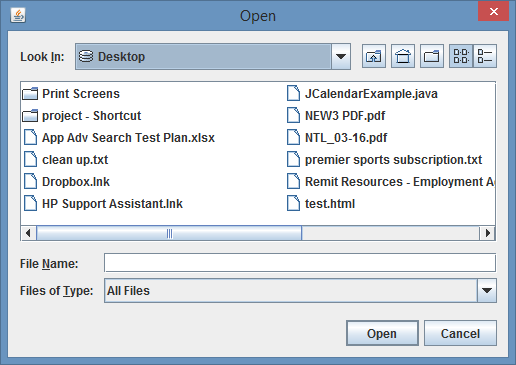 Open
Look In: Desktop
Print Screens
project - Shortcut
App Adv Search Test Plan.xlsx
clean up.txt
Dropbox.lnk
HP Support Assistant.lnk
JCalendarExample.java
NEW3 PDF.pdf
NTL_03-16.pdf
premier sports subscription.txt
Remit Resources - Employment A
test.html
File Name:
Files of Type: All Files
Open Cancel